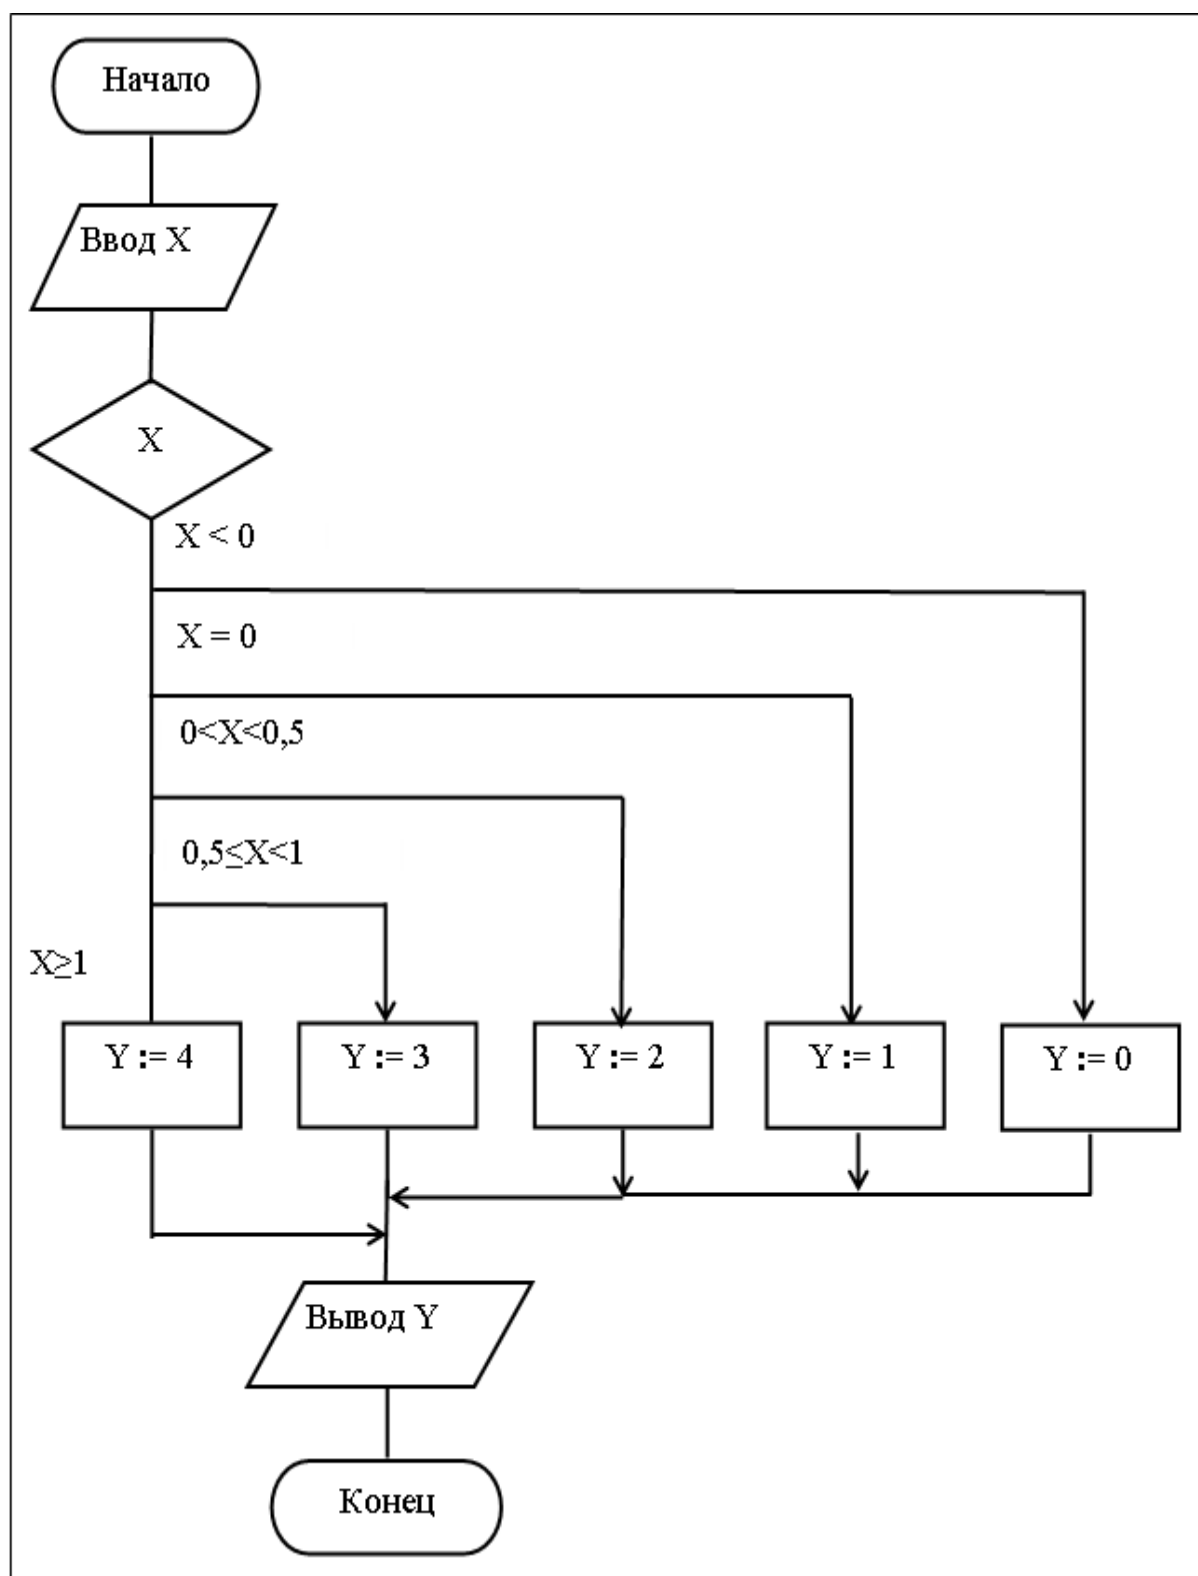 Начало
Ввод X
X
X < 0
X = 0
0<X<0,5
0,5≤X<1
X≥1
Y := 4
Y := 3
Y := 2
Y := 1
Y := 0
Вывод Y
Конец